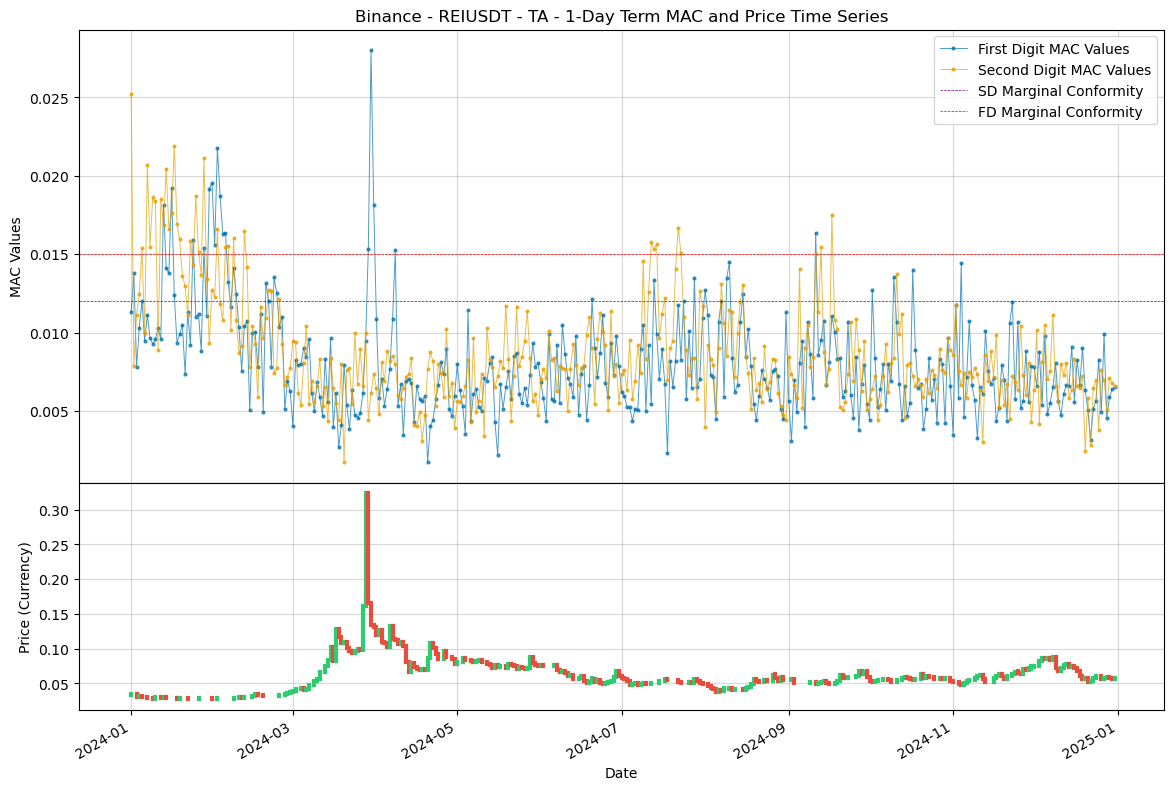 Binance - REIUSDT - TA - 1-Day Term MAC and Price Time Series
First Digit MAC Values
Second Digit MAC Values
SD Marginal Conformity
FD Marginal Conformity
MAC Values
0.025
0.020
0.015
0.010
0.005
Price (Currency)
0.30
0.25
0.20
0.15
0.10
0.05
2024-01
2024-03
2024-05
2024-07
2024-09
2024-11
2025-01
Date